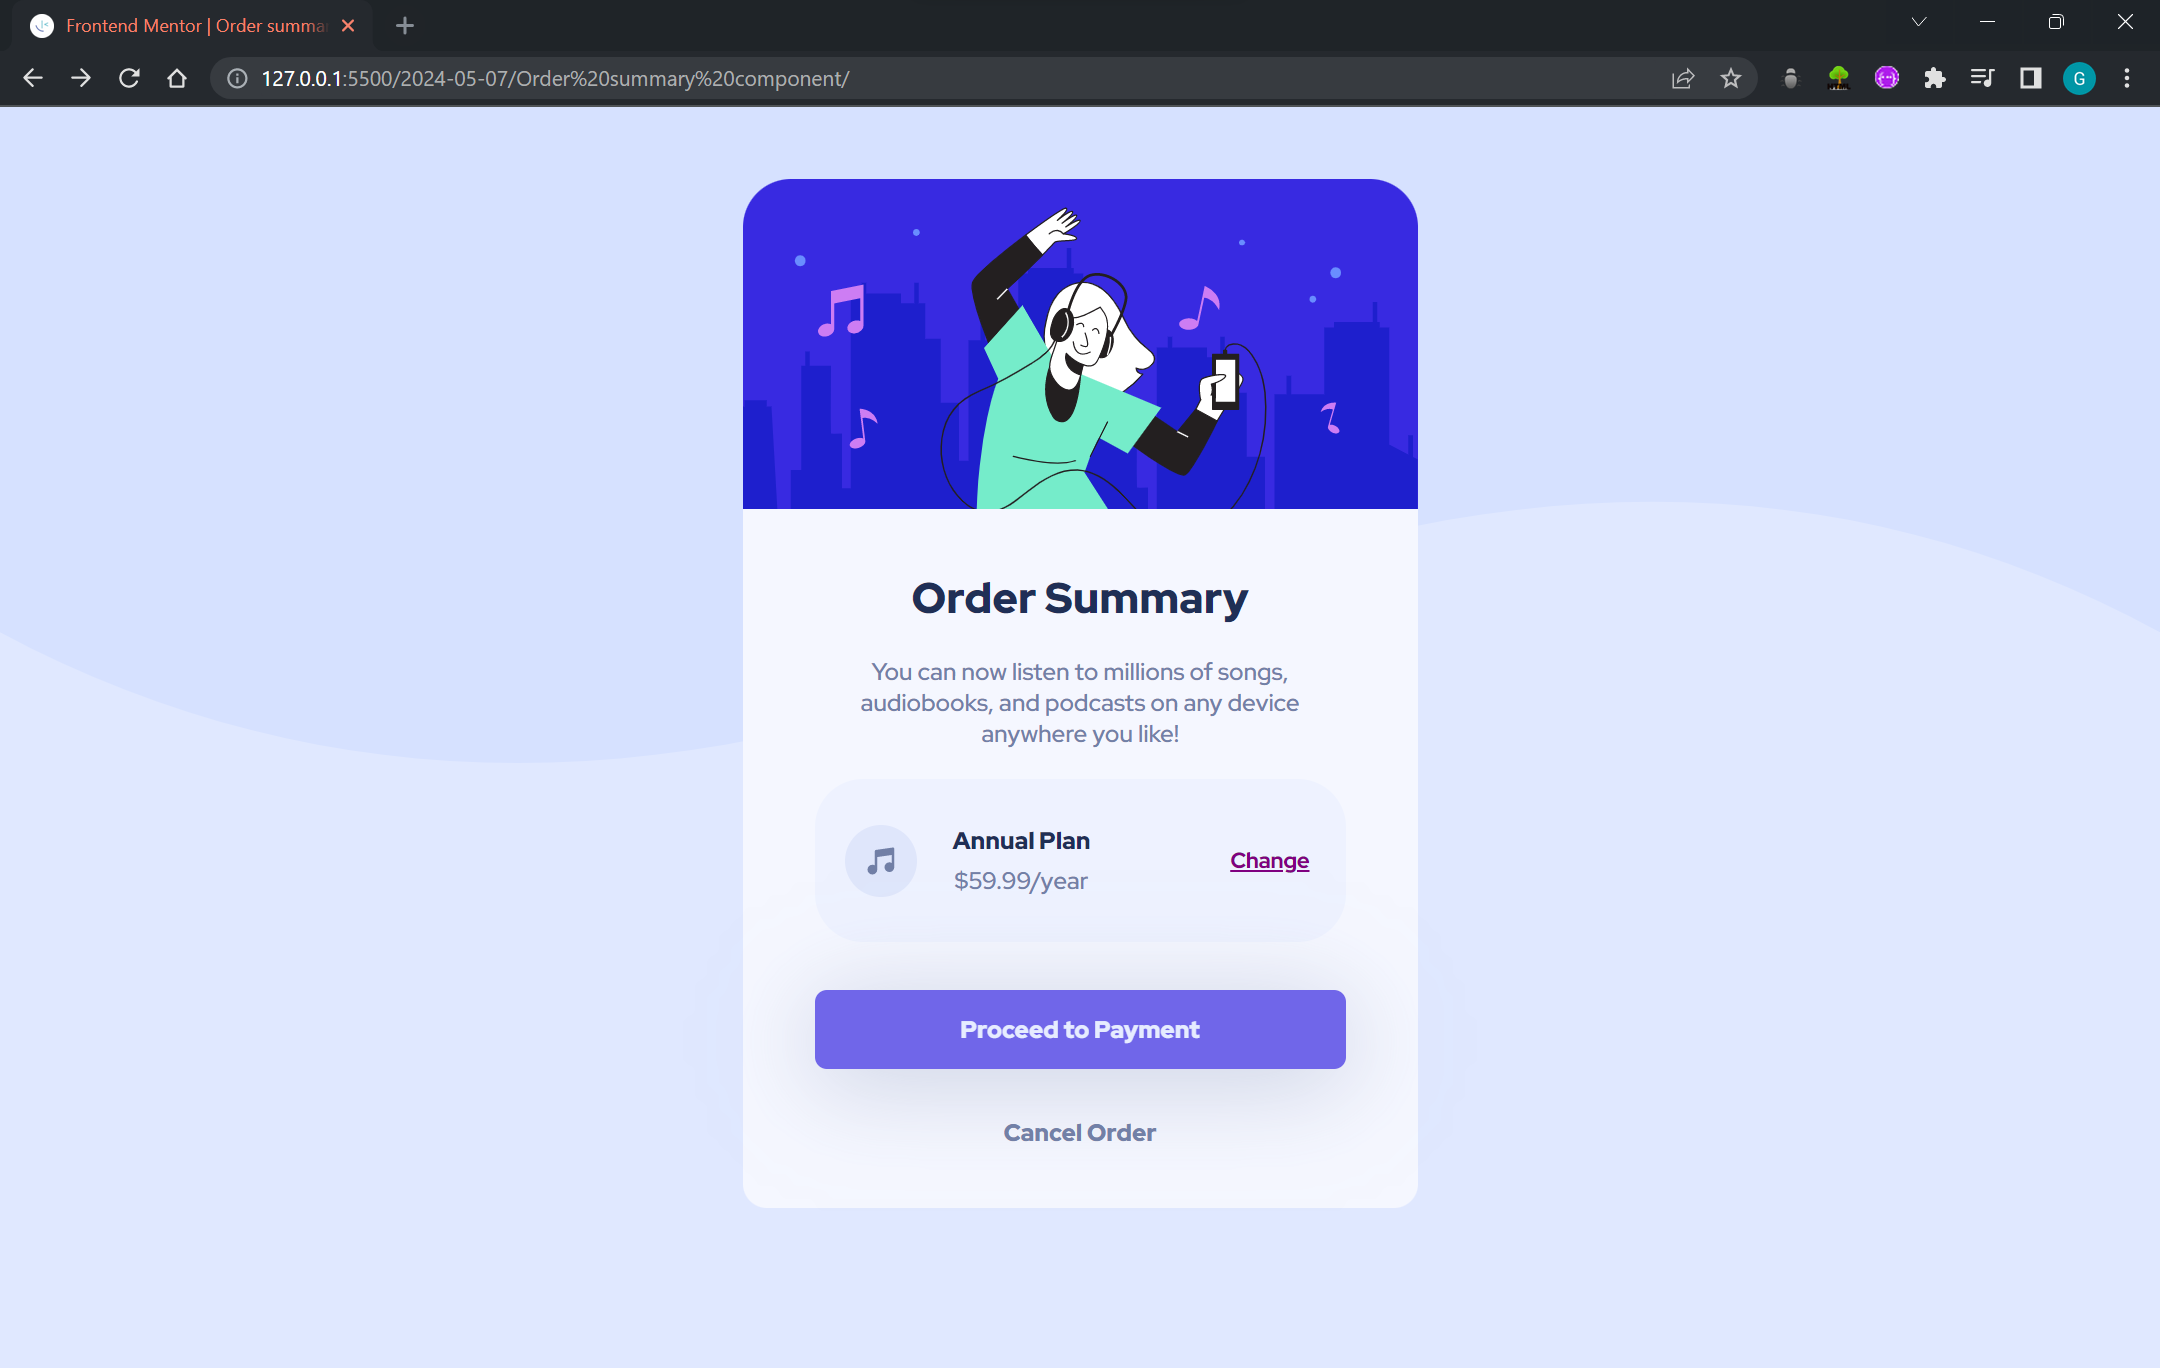 Frontend Mentor | Order summa
127.0.0.1:5500/2024-05-07/Order%20summary%20component/
G
Order Summary
You can now listen to millions of songs,
audiobooks, and podcasts on any device
anywhere you like!
Annual Plan
$59.99/year
Change
Proceed to Payment
Cancel Order